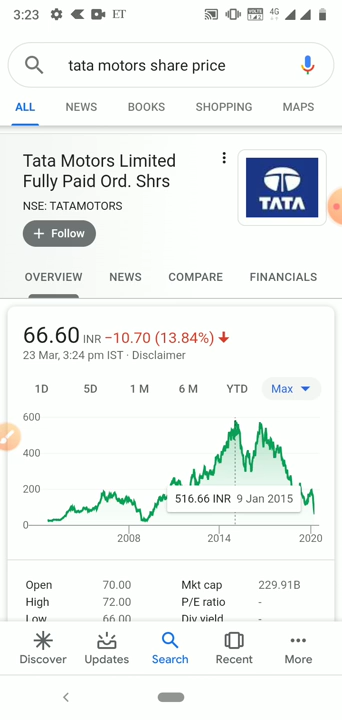 3:23 ET 4G
tata motors share price
ALL NEWS BOOKS SHOPPING MAPS
Tata Motors Limited
Fully Paid Ord. Shrs
NSE: TATAMOTORS
+ Follow
TATA
OVERVIEW NEWS COMPARE FINANCIALS
66.60 INR −10.70 (13.84%)
23 Mar, 3:24 pm IST · Disclaimer
1D 5D 1 M 6 M YTD Max
600
400
200
0
516.66 INR 9 Jan 2015
2008 2014 2020
Open 70.00 Mkt cap 229.91B
High 72.00 P/E ratio -
Low 66.00 Div yield -
Discover Updates Search Recent More